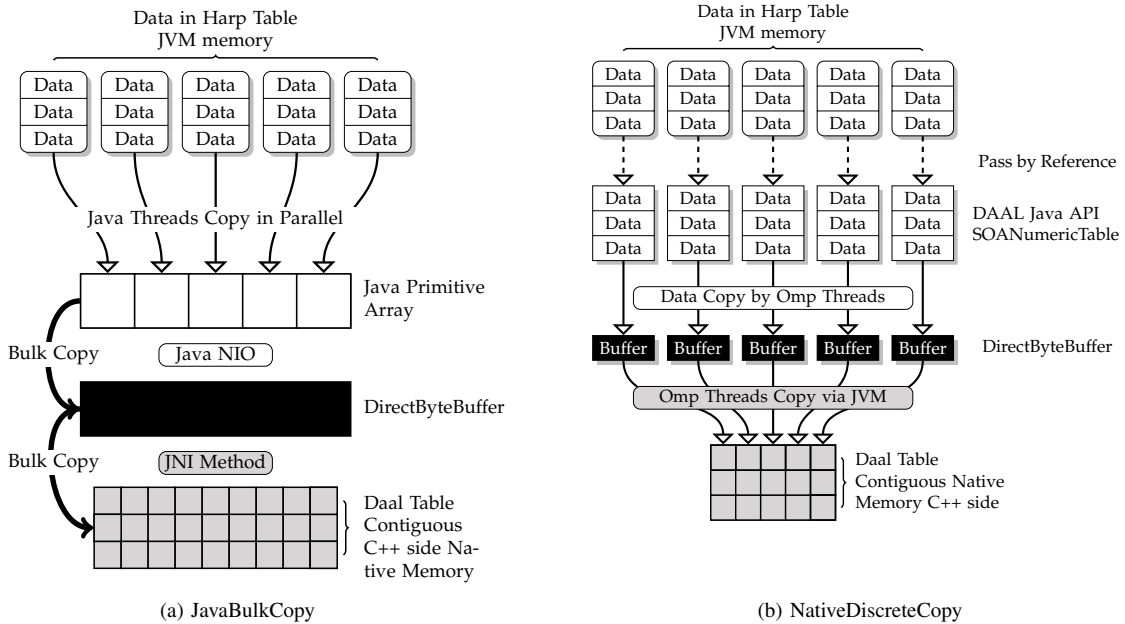 Data in Harp Table
JVM memory
Data Data Data Data Data
Data Data Data Data Data
Data Data Data Data Data
Java Threads Copy in Parallel
Java Primitive
Array
Bulk Copy
Java NIO
DirectByteBuffer
Bulk Copy
JNI Method
Daal Table
Contiguous
C++ side Na-
tive Memory
(a) JavaBulkCopy
Data in Harp Table
JVM memory
Data Data Data Data Data
Data Data Data Data Data
Data Data Data Data Data
Pass by Reference
Data Data Data Data Data
Data Data Data Data Data
Data Data Data Data Data
DAAL Java API
SOANumericTable
Data Copy by Omp Threads
Buffer Buffer Buffer Buffer Buffer
DirectByteBuffer
Omp Threads Copy via JVM
Daal Table
Contiguous Native
Memory C++ side
(b) NativeDiscreteCopy